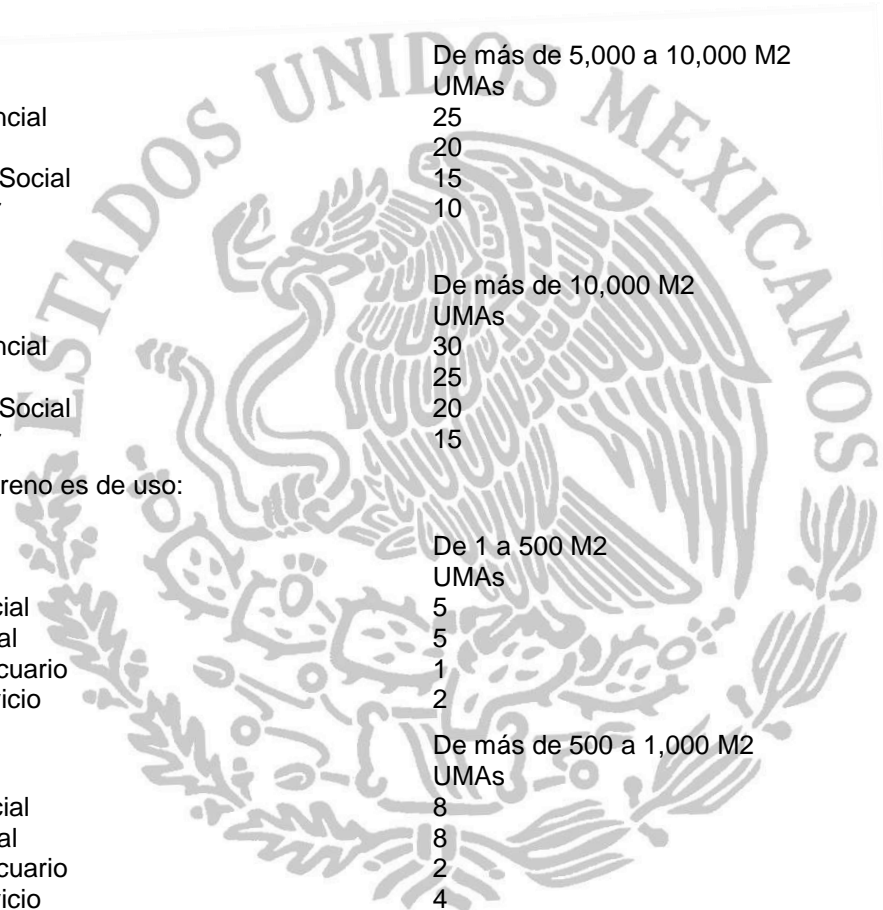 ESTADOS UNIDOS MEXICANOS
De más de 5,000 a 10,000 M2
UMAs
ncial 25
20
Social 15
10
De más de 10,000 M2
UMAs
ncial 30
25
Social 20
15
reno es de uso:
De 1 a 500 M2
UMAs
cial 5
al 5
cuario 1
icio 2
De más de 500 a 1,000 M2
UMAs
cial 8
al 8
cuario 2
icio 4